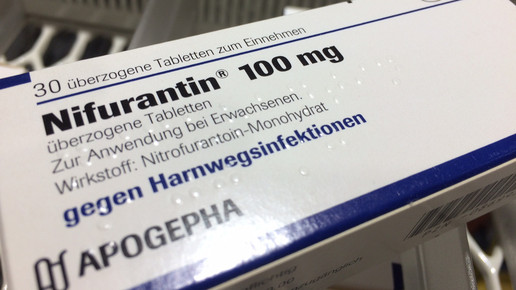 30 überzogene Tabletten zum Einnehmen
Nifurantin® 100 mg
überzogene Tabletten
Zur Anwendung bei Erwachsenen.
Wirkstoff: Nitrofurantoin-Monohydrat
gegen Harnwegsinfektionen
APOGEPHA